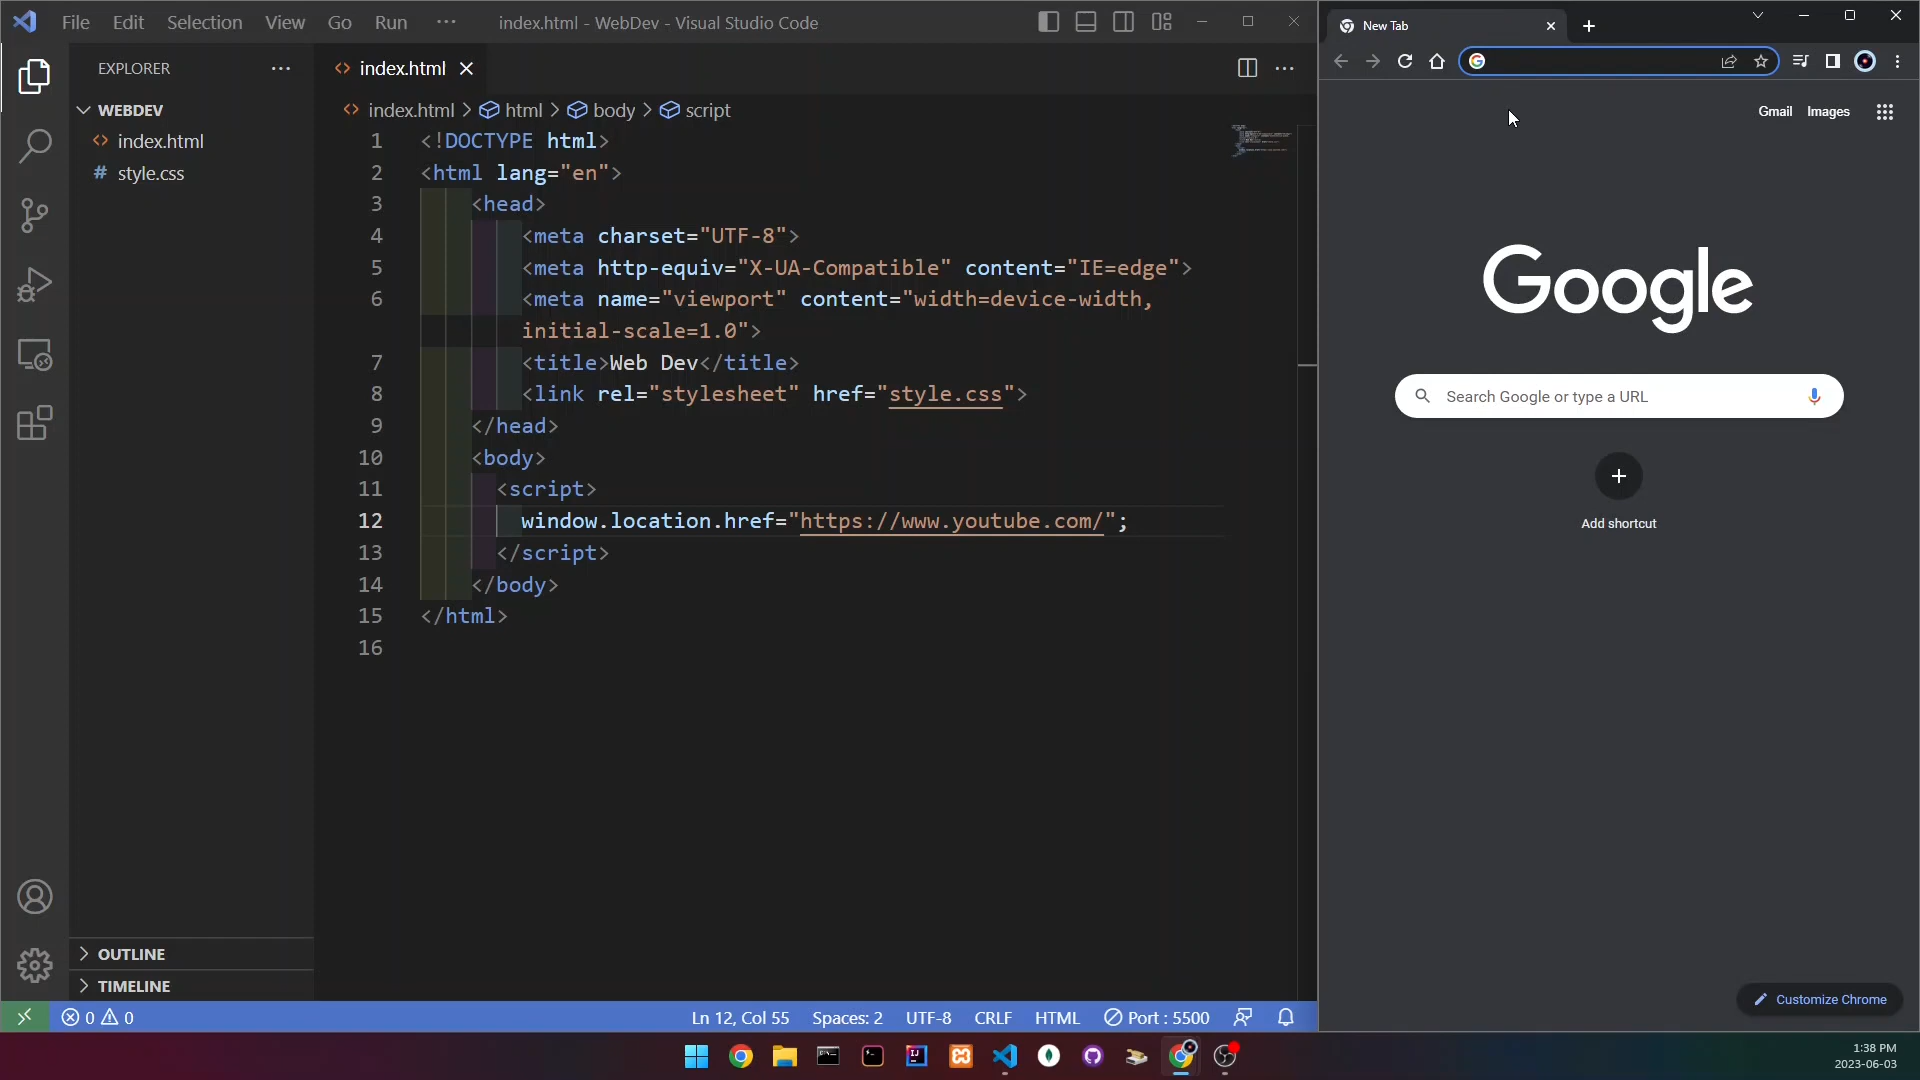 File Edit Selection View Go Run ··· index.html - WebDev - Visual Studio Code
EXPLORER ···
WEBDEV
index.html
style.css
OUTLINE
TIMELINE
index.html
index.html > html > body > script
1 <!DOCTYPE html>
2 <html lang="en">
3 <head>
4 <meta charset="UTF-8">
5 <meta http-equiv="X-UA-Compatible" content="IE=edge">
6 <meta name="viewport" content="width=device-width,
initial-scale=1.0">
7 <title>Web Dev</title>
8 <link rel="stylesheet" href="style.css">
9 </head>
10 <body>
11 <script>
12 window.location.href="https://www.youtube.com/";
13 </script>
14 </body>
15 </html>
16
0 0 Ln 12, Col 55 Spaces: 2 UTF-8 CRLF HTML Port : 5500
New Tab
Gmail Images
Google
Search Google or type a URL
Add shortcut
Customize Chrome
1:38 PM
2023-06-03